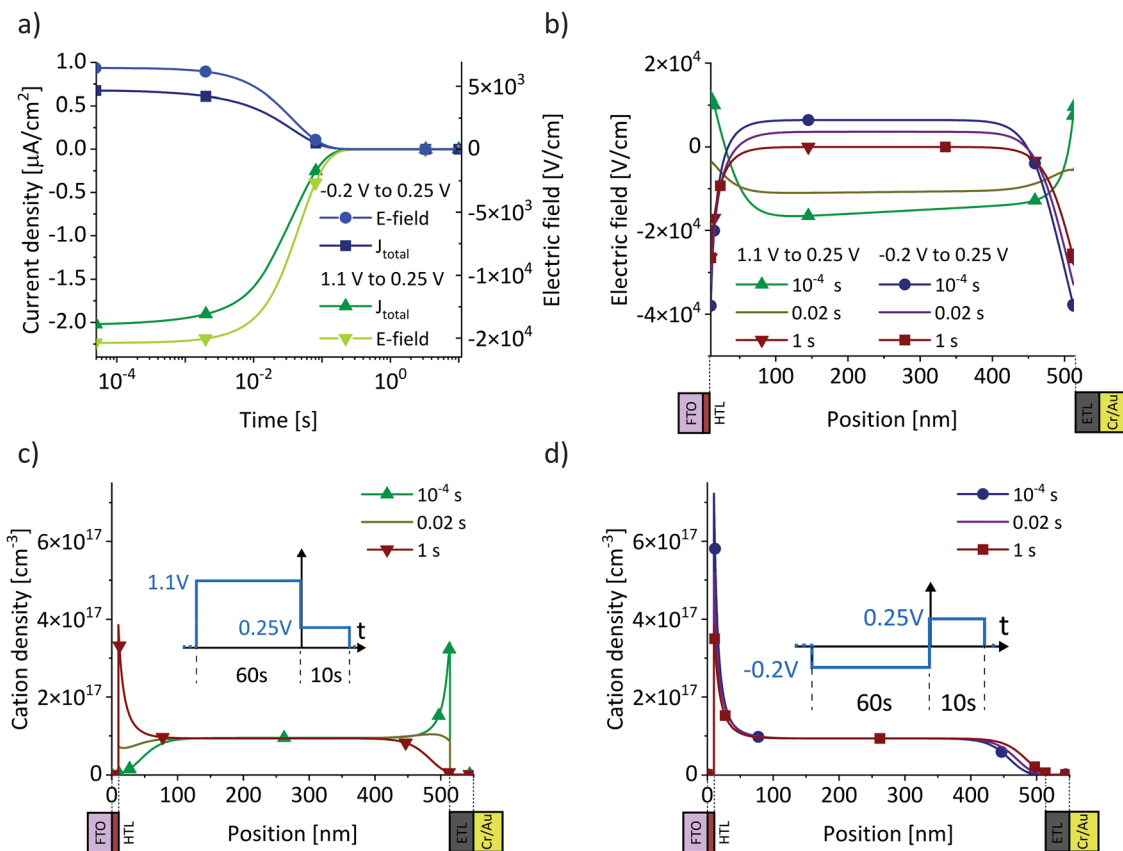 a)
Current density [µA/cm²]
1.0
0.5
0.0
-0.5
-1.0
-1.5
-2.0
5×10³
0
-5×10³
-1×10⁴
-2×10⁴
Electric field [V/cm]
-0.2 V to 0.25 V
E-field
J_total
1.1 V to 0.25 V
J_total
E-field
10⁻⁴
10⁻²
10⁰
Time [s]
b)
Electric field [V/cm]
2×10⁴
0
-2×10⁴
-4×10⁴
1.1 V to 0.25 V
-0.2 V to 0.25 V
10⁻⁴ s
10⁻⁴ s
0.02 s
0.02 s
1 s
1 s
100
200
300
400
500
Position [nm]
FTO
HTL
ETL
Cr/Au
c)
Cation density [cm⁻³]
6×10¹⁷
4×10¹⁷
2×10¹⁷
0
10⁻⁴ s
0.02 s
1 s
1.1V
0.25V
t
60s
10s
0
100
200
300
400
500
Position [nm]
FTO
HTL
ETL
Cr/Au
d)
Cation density [cm⁻³]
6×10¹⁷
4×10¹⁷
2×10¹⁷
0
10⁻⁴ s
0.02 s
1 s
0.25V
t
-0.2V
60s
10s
0
100
200
300
400
500
Position [nm]
FTO
HTL
ETL
Cr/Au